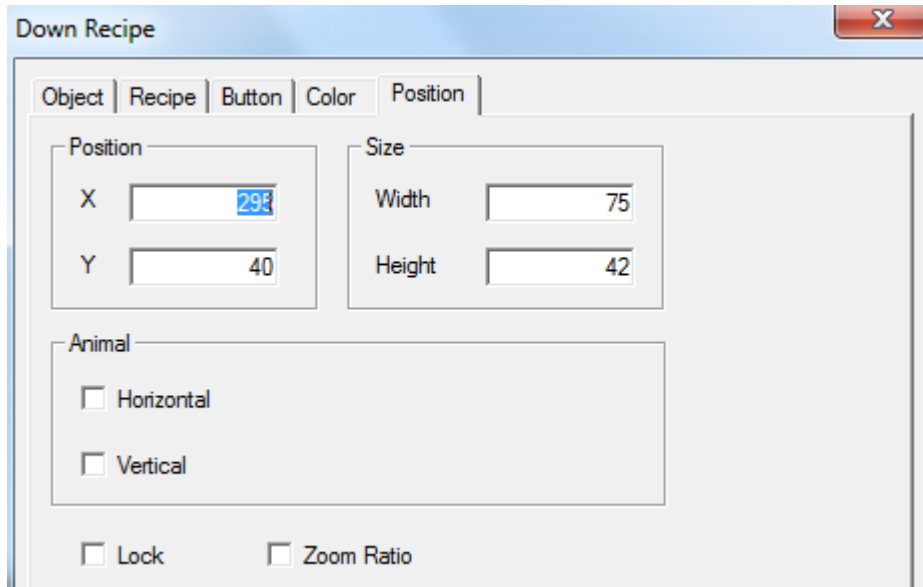 Down Recipe
Object Recipe Button Color Position
Position
X 295
Y 40
Size
Width 75
Height 42
Animal
Horizontal
Vertical
Lock Zoom Ratio